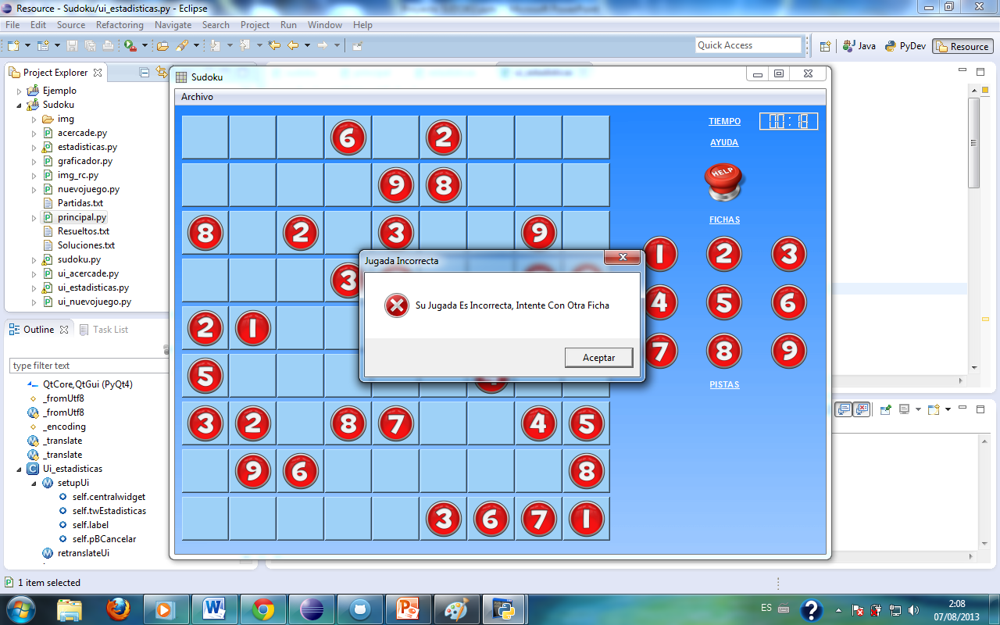 Resource - Sudoku/ui_estadisticas.py - Eclipse
File Edit Source Refactoring Navigate Search Project Run Window Help
Quick Access
Java
PyDev
Resource
Project Explorer
Ejemplo
Sudoku
img
acercade.py
estadisticas.py
graficador.py
img_rc.py
nuevojuego.py
Partidas.txt
principal.py
Resueltos.txt
Soluciones.txt
sudoku.py
ui_acercade.py
ui_estadisticas.py
ui_nuevojuego.py
Outline
Task List
type filter text
QtCore,QtGui (PyQt4)
_fromUtf8
_fromUtf8
_encoding
_translate
_translate
Ui_estadisticas
setupUi
self.centralwidget
self.twEstadisticas
self.label
self.pBCancelar
retranslateUi
1 item selected
Sudoku
Archivo
6 2
9 8
8 2 3 9
3
2 1
5
3 2 8 7 4 5
9 6 8
3 6 7 1
TIEMPO
00:18
AYUDA
HELP
FICHAS
1 2 3
4 5 6
7 8 9
PISTAS
Jugada Incorrecta
Su Jugada Es Incorrecta, Intente Con Otra Ficha
Aceptar
ES
2:08
07/08/2013